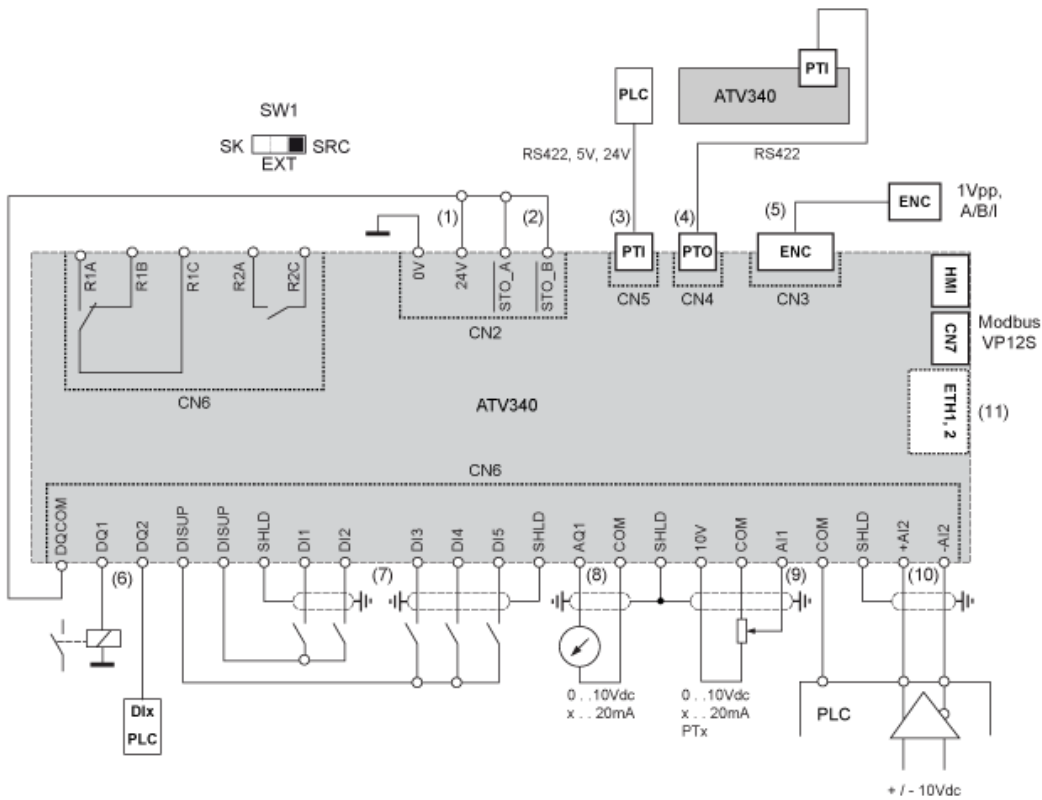 PTI
PLC
ATV340
SW1
SK
SRC
EXT
RS422, 5V, 24V
RS422
1Vpp,
A/B/I
ENC
(1)
(2)
(3)
(4)
(5)
PTI
PTO
ENC
R1A
R1B
R1C
R2A
R2C
0V
24V
STO_A
STO_B
CN5
CN4
CN3
HMI
CN2
CN7
Modbus
VP12S
CN6
ATV340
ETH1, 2
(11)
CN6
DQCOM
DQ1
DQ2
DISUP
DISUP
SHLD
DI1
DI2
DI3
DI4
DI5
SHLD
AQ1
COM
SHLD
10V
COM
AI1
COM
SHLD
+AI2
-AI2
(6)
(7)
(8)
(9)
(10)
0 . .10Vdc
x . . 20mA
0 . .10Vdc
x . . 20mA
PTx
DIx
PLC
PLC
+ / - 10Vdc